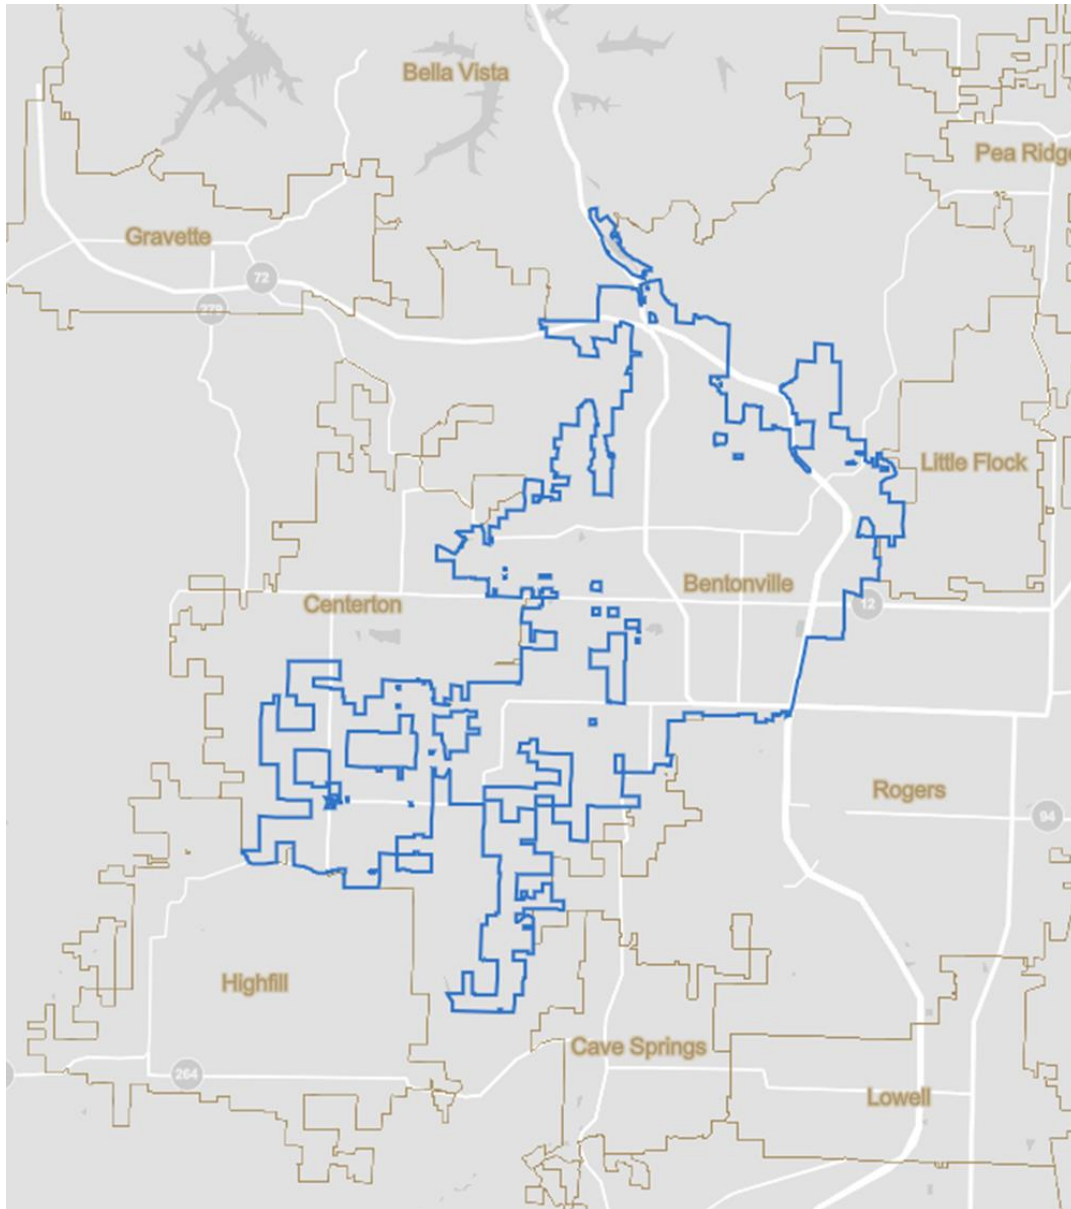 Bella Vista
Pea Ridge
Gravette
72
279
Little Flock
Bentonville
Centerton
12
Rogers
94
Highfill
Cave Springs
264
Lowell